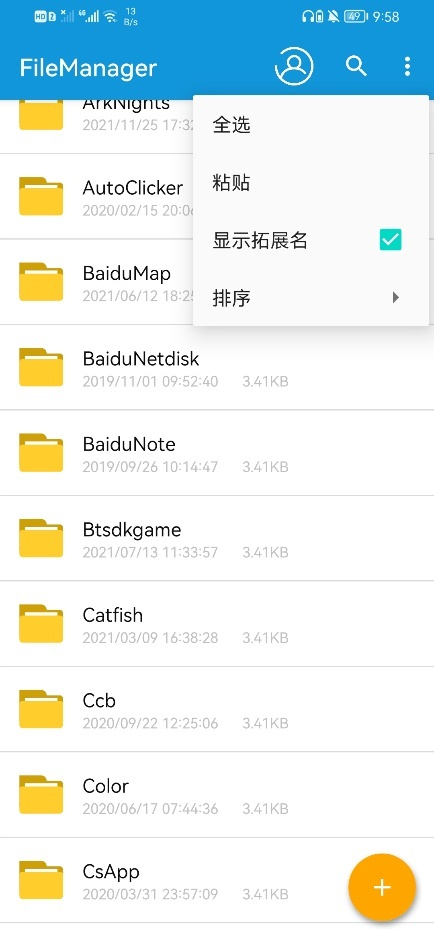 HD 2 4G 13 B/s 49 9:58
FileManager
ArkNights
2021/11/25 17:32
全选
粘贴
显示拓展名
排序
AutoClicker
2020/02/15 20:0
BaiduMap
2021/06/12 18:25
BaiduNetdisk
2019/11/01 09:52:40 3.41KB
BaiduNote
2019/09/26 10:14:47 3.41KB
Btsdkgame
2021/07/13 11:33:57 3.41KB
Catfish
2021/03/09 16:38:28 3.41KB
Ccb
2020/09/22 12:25:06 3.41KB
Color
2020/06/17 07:44:36 3.41KB
CsApp
2020/03/31 23:57:09 3.41KB